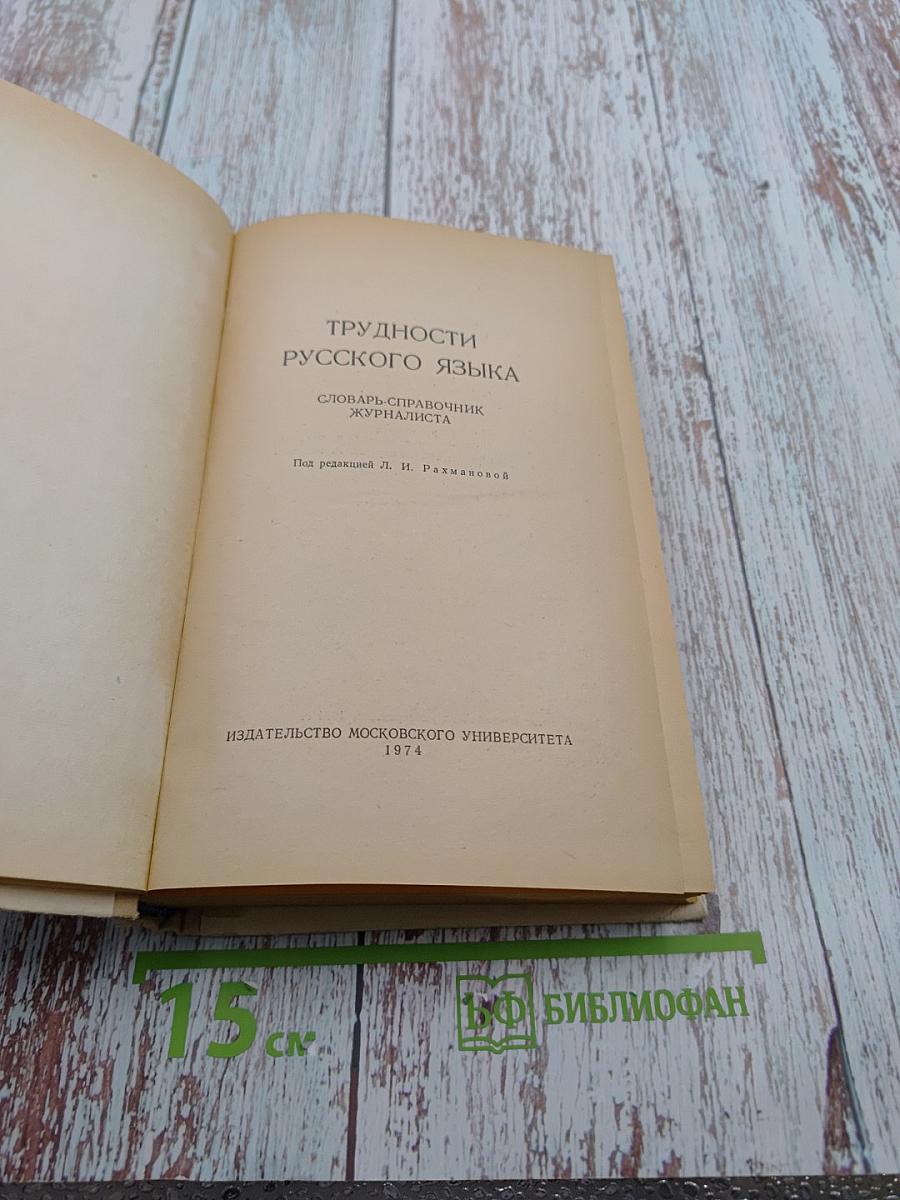 ТРУДНОСТИ
РУССКОГО ЯЗЫКА
СЛОВАРЬ-СПРАВОЧНИК
ЖУРНАЛИСТА
Под редакцией Л. И. Рахмановой
ИЗДАТЕЛЬСТВО МОСКОВСКОГО УНИВЕРСИТЕТА
1974
15 см
БФ БИБЛИОФАН